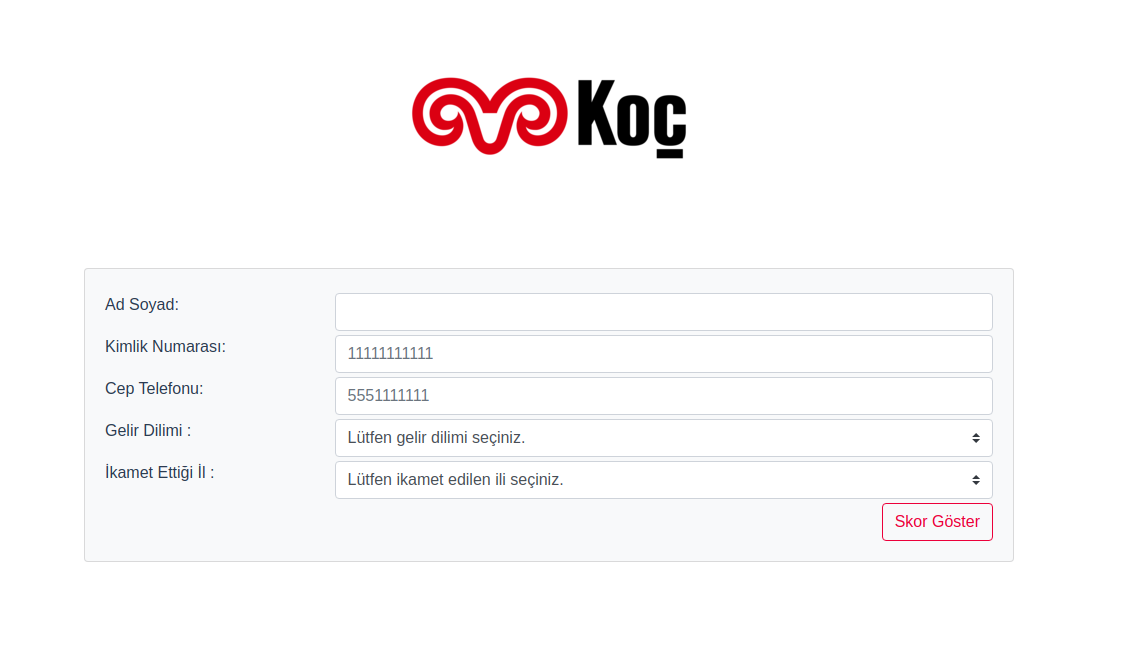 Koç
Ad Soyad:
Kimlik Numarası: 11111111111
Cep Telefonu: 5551111111
Gelir Dilimi : Lütfen gelir dilimi seçiniz.
İkamet Ettiği İl : Lütfen ikamet edilen ili seçiniz.
Skor Göster